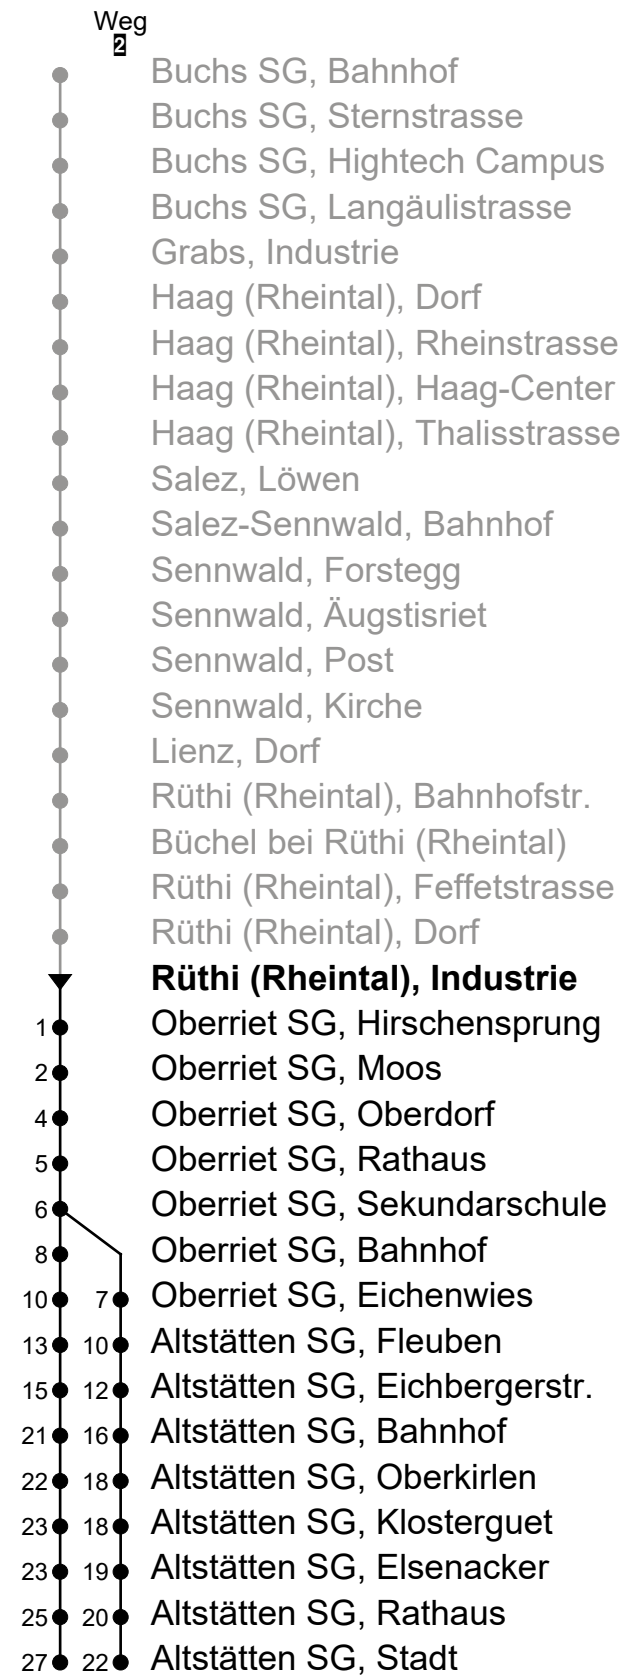 Weg
2
Buchs SG, Bahnhof
Buchs SG, Sternstrasse
Buchs SG, Hightech Campus
Buchs SG, Langäulistrasse
Grabs, Industrie
Haag (Rheintal), Dorf
Haag (Rheintal), Rheinstrasse
Haag (Rheintal), Haag-Center
Haag (Rheintal), Thalisstrasse
Salez, Löwen
Salez-Sennwald, Bahnhof
Sennwald, Forstegg
Sennwald, Äugstisriet
Sennwald, Post
Sennwald, Kirche
Lienz, Dorf
Rüthi (Rheintal), Bahnhofstr.
Büchel bei Rüthi (Rheintal)
Rüthi (Rheintal), Feffetstrasse
Rüthi (Rheintal), Dorf
Rüthi (Rheintal), Industrie
1 Oberriet SG, Hirschensprung
2 Oberriet SG, Moos
4 Oberriet SG, Oberdorf
5 Oberriet SG, Rathaus
6 Oberriet SG, Sekundarschule
8 Oberriet SG, Bahnhof
10 7 Oberriet SG, Eichenwies
13 10 Altstätten SG, Fleuben
15 12 Altstätten SG, Eichbergerstr.
21 16 Altstätten SG, Bahnhof
22 18 Altstätten SG, Oberkirlen
23 18 Altstätten SG, Klosterguet
23 19 Altstätten SG, Elsenacker
25 20 Altstätten SG, Rathaus
27 22 Altstätten SG, Stadt